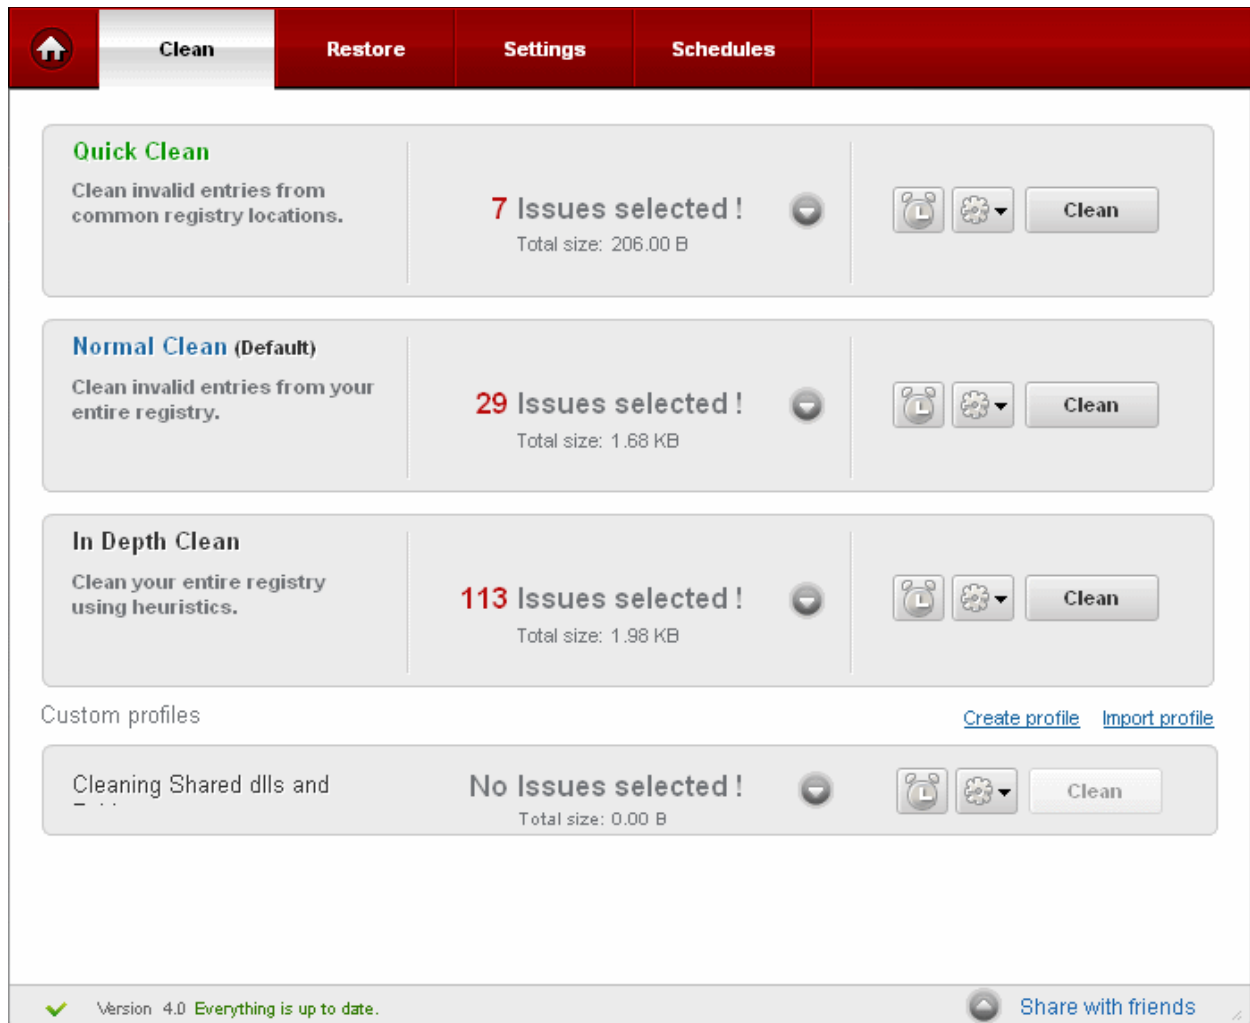 Clean
Restore
Settings
Schedules
Quick Clean
Clean invalid entries from
common registry locations.
7 Issues selected !
Total size: 206.00 B
Clean
Normal Clean (Default)
Clean invalid entries from your
entire registry.
29 Issues selected !
Total size: 1.68 KB
Clean
In Depth Clean
Clean your entire registry
using heuristics.
113 Issues selected !
Total size: 1.98 KB
Clean
Custom profiles
Create profile
Import profile
Cleaning Shared dlls and
No Issues selected !
Total size: 0.00 B
Clean
Version 4.0 Everything is up to date.
Share with friends